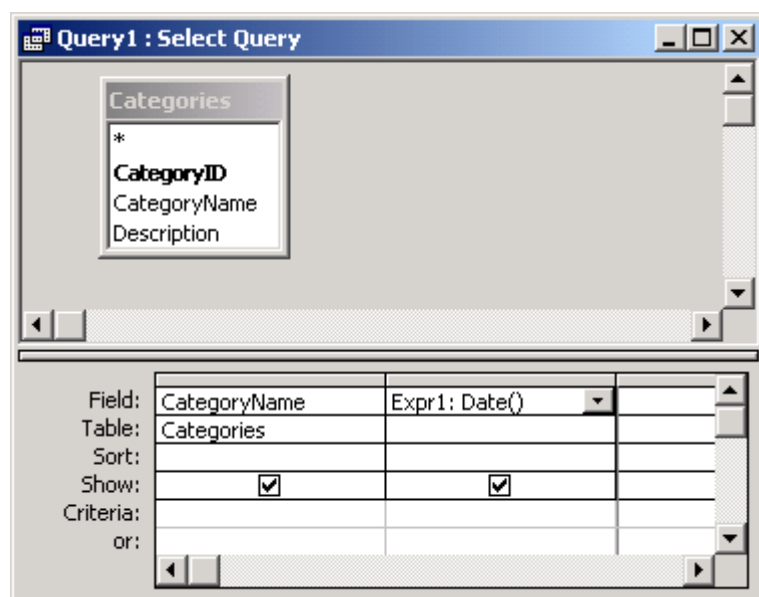 Query1 : Select Query
Categories
*
CategoryID
CategoryName
Description
Field: CategoryName Expr1: Date()
Table: Categories
Sort:
Show:
Criteria:
or: